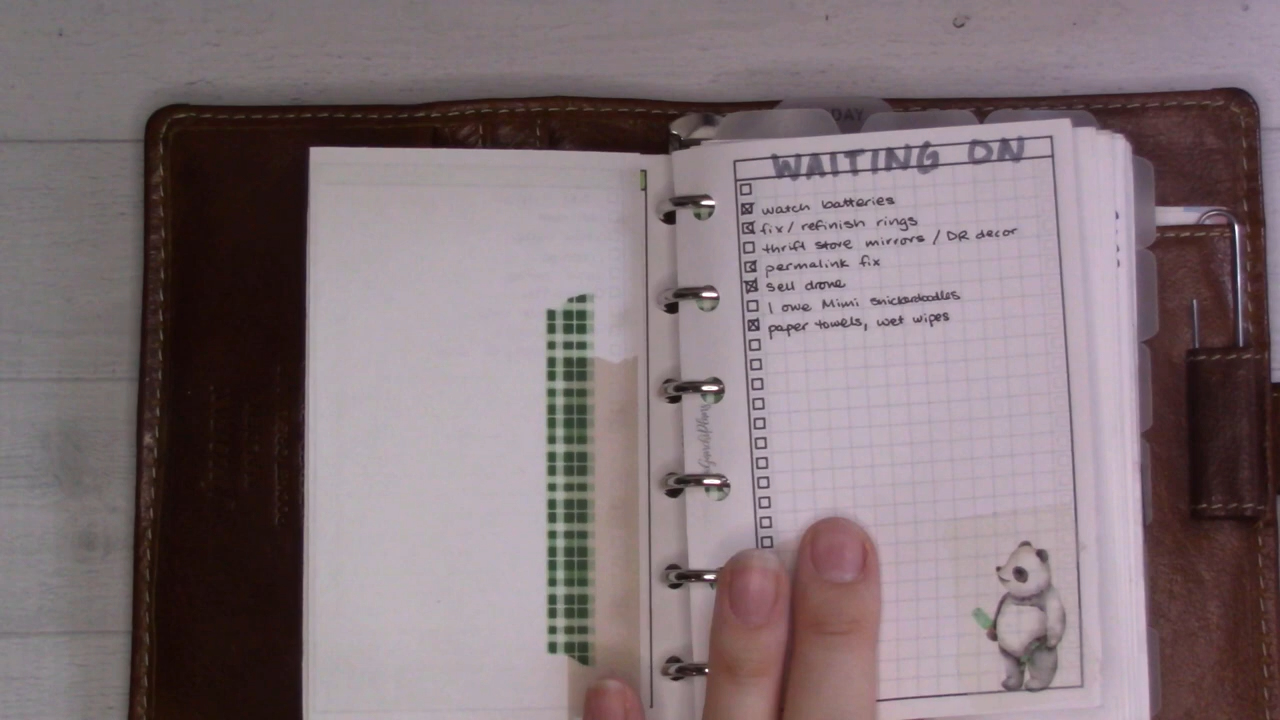 DAY
WAITING ON
watch batteries
fix/refinish rings
thrift store mirrors / DR decor
permalink fix
sell drone
I owe Mimi snickerdoodles
paper towels, wet wipes